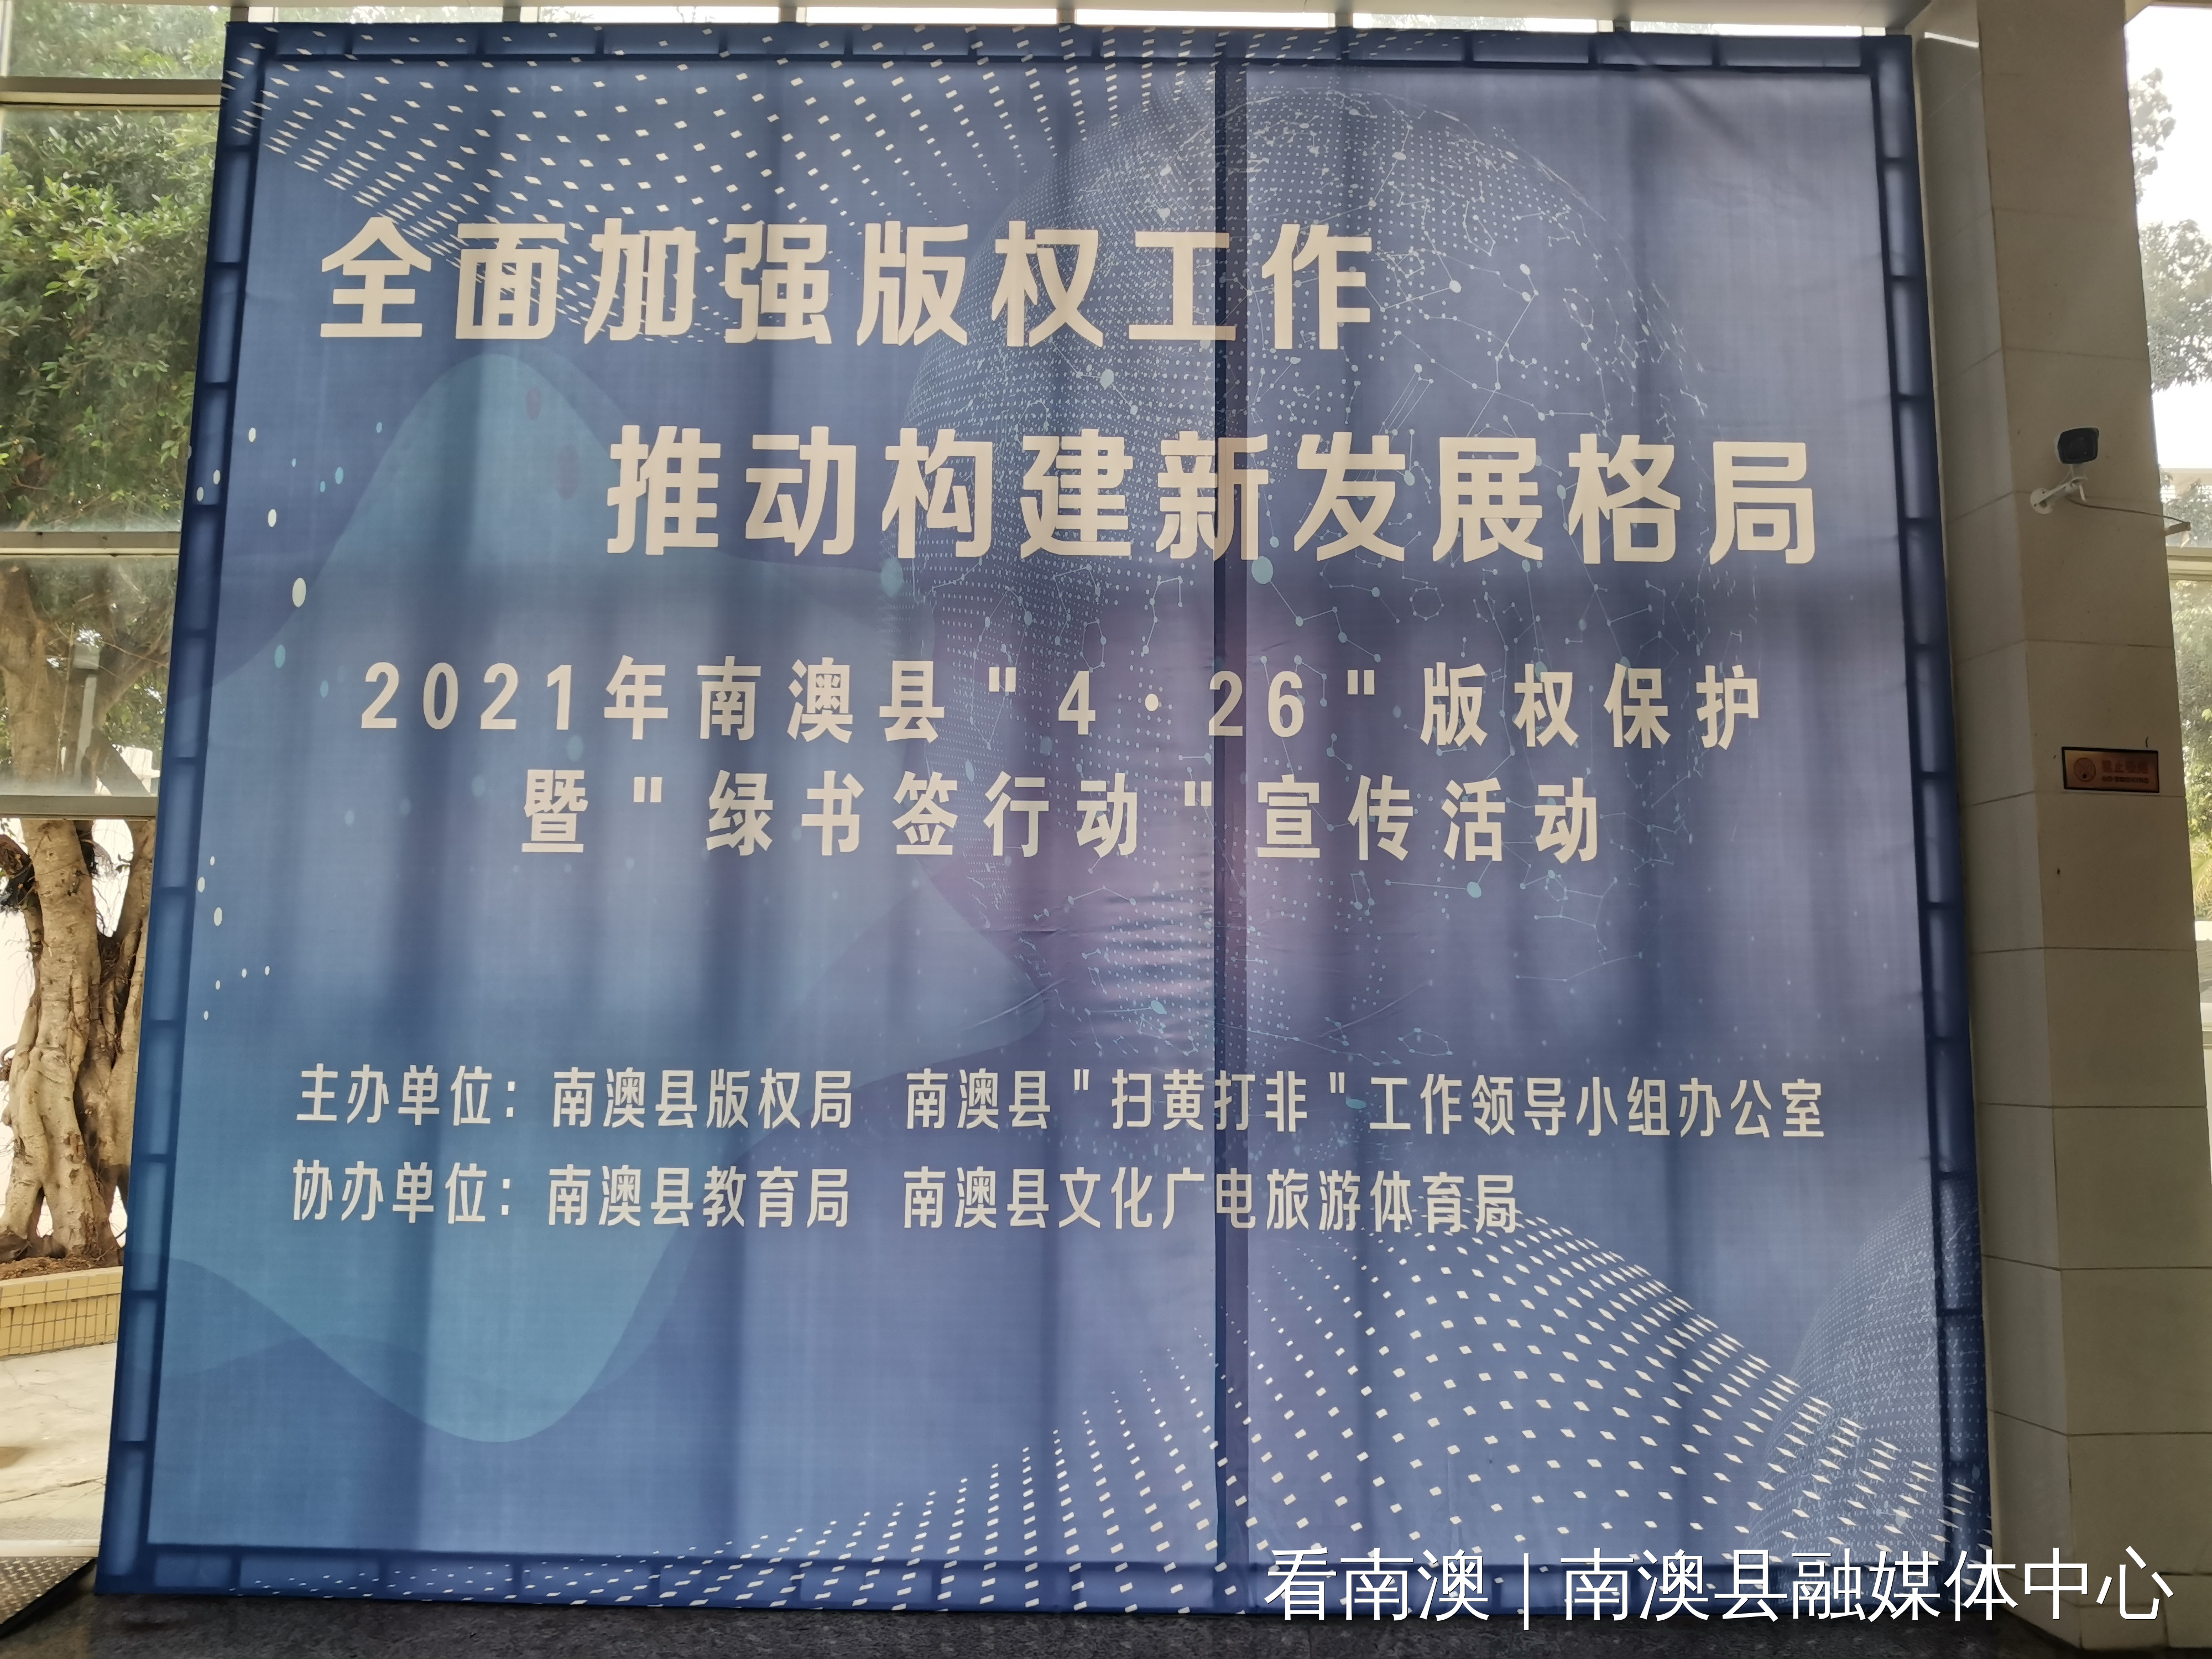 全面加强版权工作
推动构建新发展格局
2021年南澳县"4·26"版权保护
暨"绿书签行动"宣传活动
主办单位：南澳县版权局 南澳县"扫黄打非"工作领导小组办公室
协办单位：南澳县教育局 南澳县文化广电旅游体育局
看南澳|南澳县融媒体中心